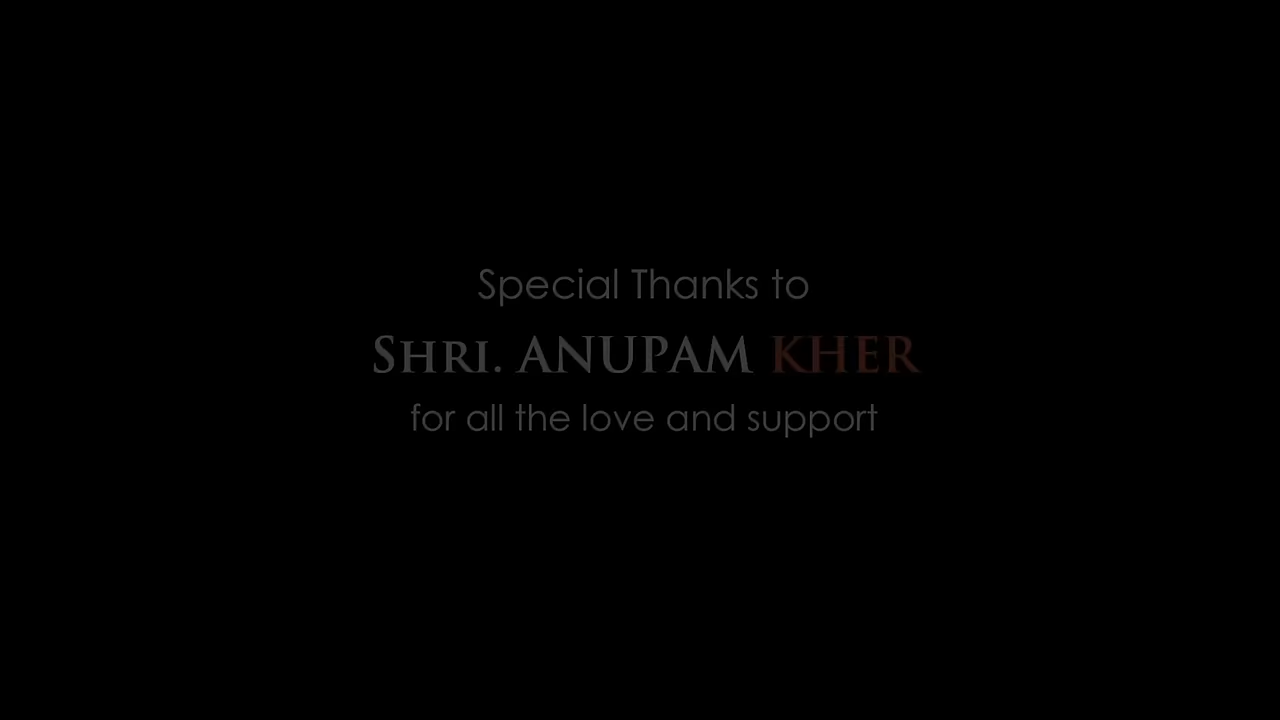 Special Thanks to
Shri. ANUPAM KHER
for all the love and support